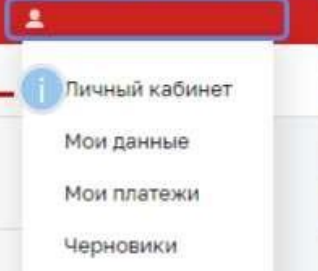 i
Личный кабинет
Мои данные
Мои платежи
Черновики